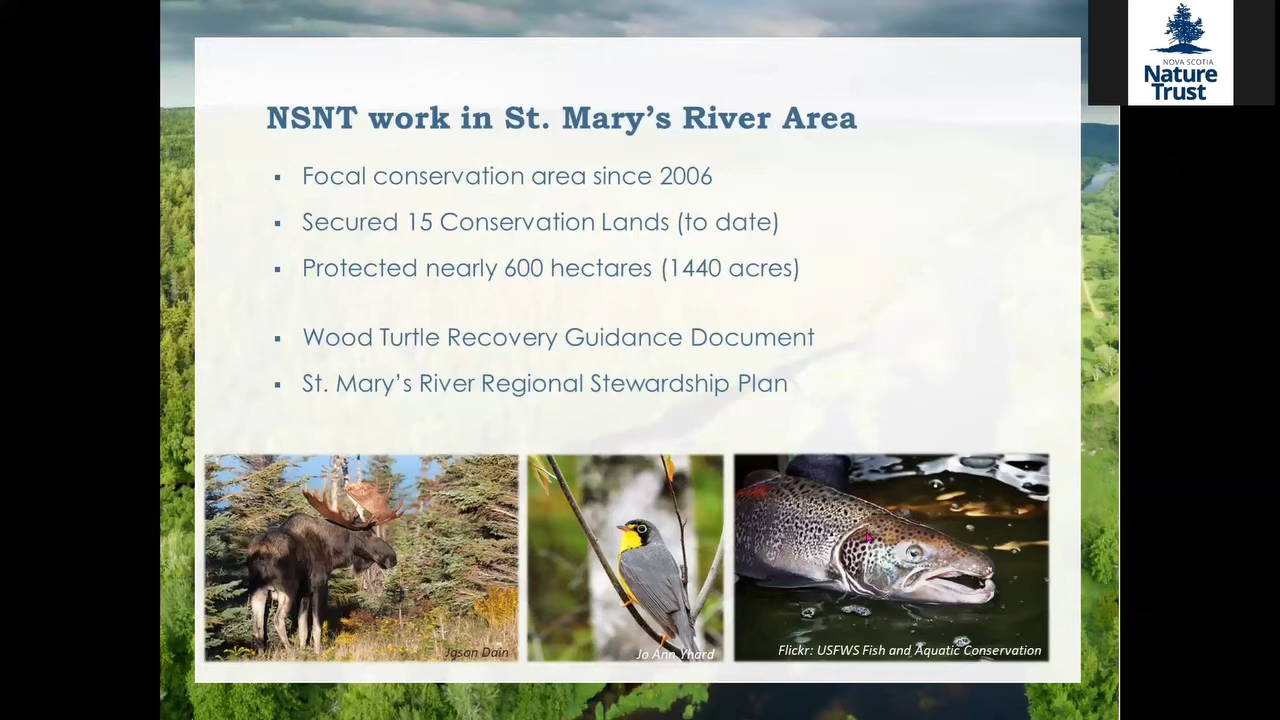 NOVA SCOTIA
Nature
Trust
NSNT work in St. Mary's River Area
▪ Focal conservation area since 2006
▪ Secured 15 Conservation Lands (to date)
▪ Protected nearly 600 hectares (1440 acres)
▪ Wood Turtle Recovery Guidance Document
▪ St. Mary's River Regional Stewardship Plan
Jason Dain
Jo Ann Yhard
Flickr: USFWS Fish and Aquatic Conservation